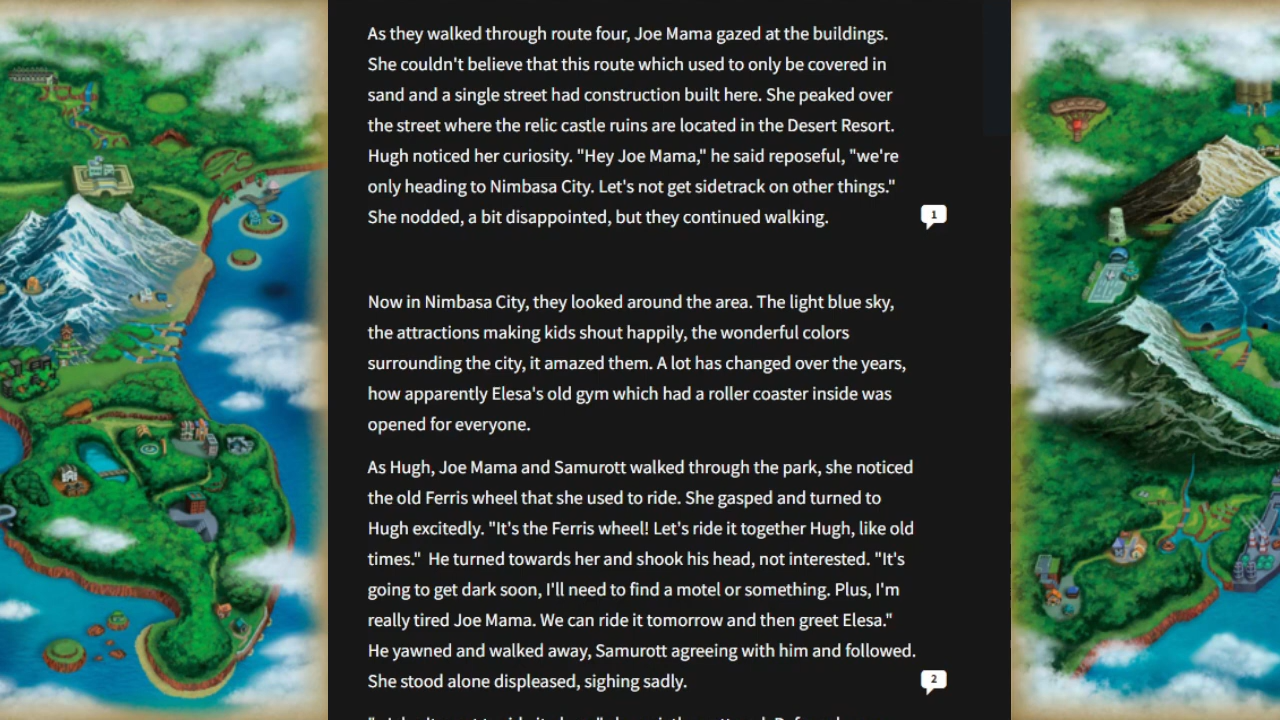 As they walked through route four, Joe Mama gazed at the buildings.
She couldn't believe that this route which used to only be covered in
sand and a single street had construction built here. She peaked over
the street where the relic castle ruins are located in the Desert Resort.
Hugh noticed her curiosity. "Hey Joe Mama," he said reposeful, "we're
only heading to Nimbasa City. Let's not get sidetrack on other things."
She nodded, a bit disappointed, but they continued walking.
1
Now in Nimbasa City, they looked around the area. The light blue sky,
the attractions making kids shout happily, the wonderful colors
surrounding the city, it amazed them. A lot has changed over the years,
how apparently Elesa's old gym which had a roller coaster inside was
opened for everyone.
As Hugh, Joe Mama and Samurott walked through the park, she noticed
the old Ferris wheel that she used to ride. She gasped and turned to
Hugh excitedly. "It's the Ferris wheel! Let's ride it together Hugh, like old
times." He turned towards her and shook his head, not interested. "It's
going to get dark soon, I'll need to find a motel or something. Plus, I'm
really tired Joe Mama. We can ride it tomorrow and then greet Elesa."
He yawned and walked away, Samurott agreeing with him and followed.
She stood alone displeased, sighing sadly.
2